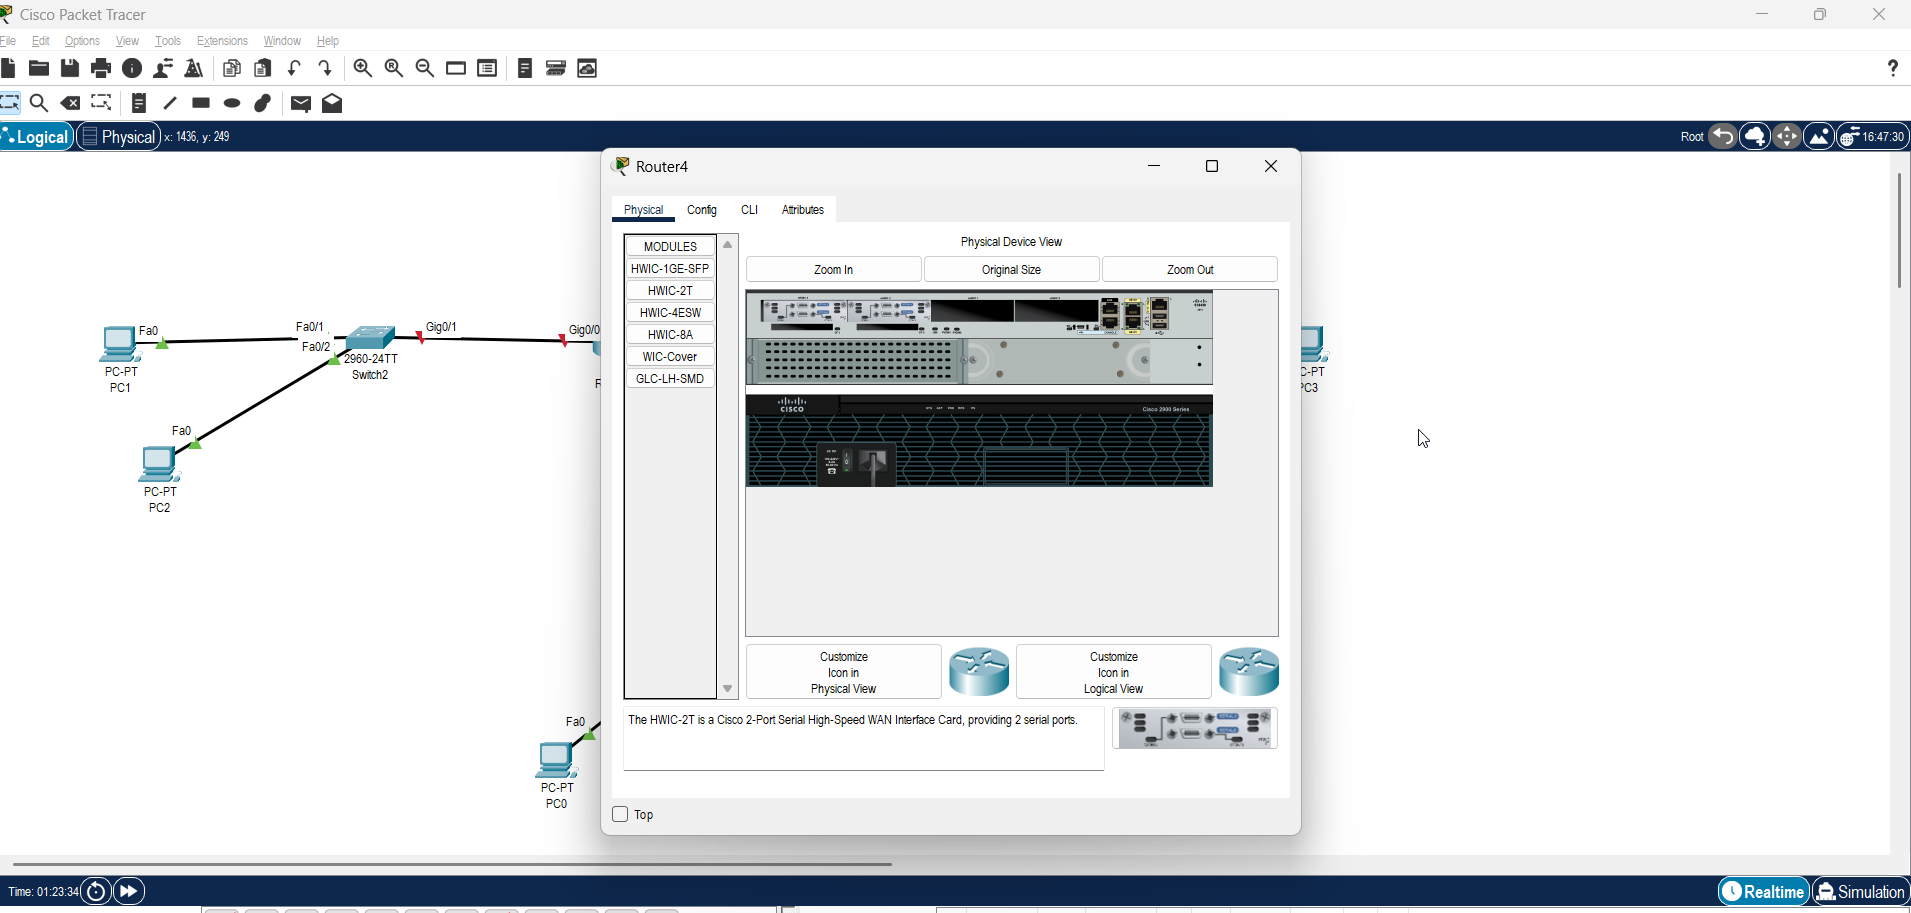 Cisco Packet Tracer
File Edit Options View Tools Extensions Window Help
Logical Physical x: 1436, y: 249 Root 16:47:30
Router4
Physical Config CLI Attributes
MODULES
HWIC-1GE-SFP
HWIC-2T
HWIC-4ESW
HWIC-8A
WIC-Cover
GLC-LH-SMD
Physical Device View
Zoom In Original Size Zoom Out
CISCO
Cisco 2900 Series
Customize
Icon in
Physical View
Customize
Icon in
Logical View
The HWIC-2T is a Cisco 2-Port Serial High-Speed WAN Interface Card, providing 2 serial ports.
Top
Fa0
PC-PT
PC1
Fa0/1
Fa0/2
2960-24TT
Switch2
Gig0/1
Gig0/0
R
Fa0
PC-PT
PC2
Fa0
PC-PT
PC0
C-PT
PC3
Time: 01:23:34 Realtime Simulation